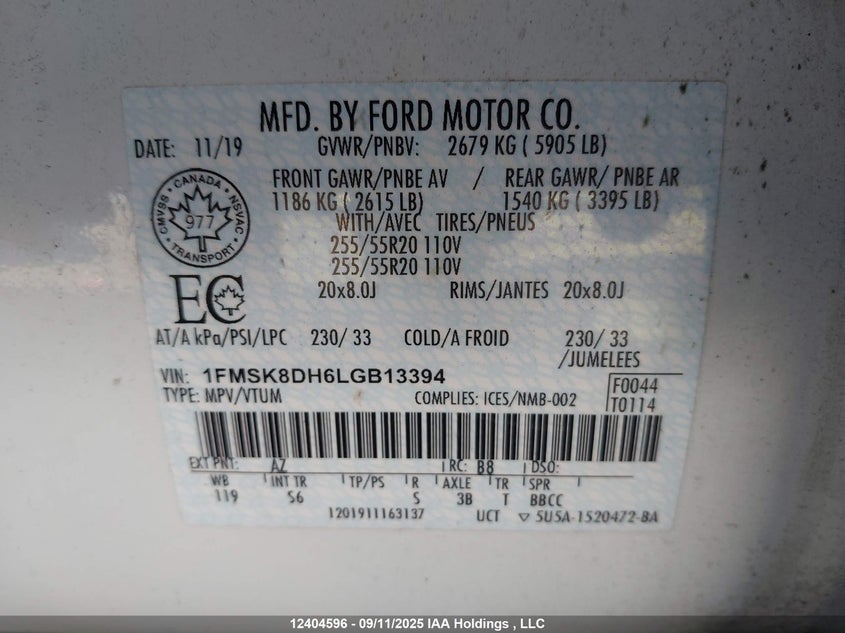 MFD. BY FORD MOTOR CO.
DATE: 11/19 GVWR/PNBV: 2679 KG ( 5905 LB)
FRONT GAWR/PNBE AV / REAR GAWR/ PNBE AR
1186 KG ( 2615 LB) 1540 KG ( 3395 LB)
WITH/AVEC TIRES/PNEUS
255/55R20 110V
255/55R20 110V
20x8.0J RIMS/JANTES 20x8.0J
CANADA
CMVSS NSVAC
977
TRANSPORT
EC
AT/A kPa/PSI/LPC 230/ 33 COLD/A FROID 230/ 33
/JUMELEES
VIN: 1FMSK8DH6LGB13394
TYPE: MPV/VTUM COMPLIES: ICES/NMB-002
F0044
T0114
EXT PNT: AZ RC: B8 DSO:
WB INT TR TP/PS R AXLE TR SPR
119 S6 S 3B T BBCC
1201911163137 UCT ▽ 5U5A-1520472-BA
12404596 - 09/11/2025 IAA Holdings , LLC